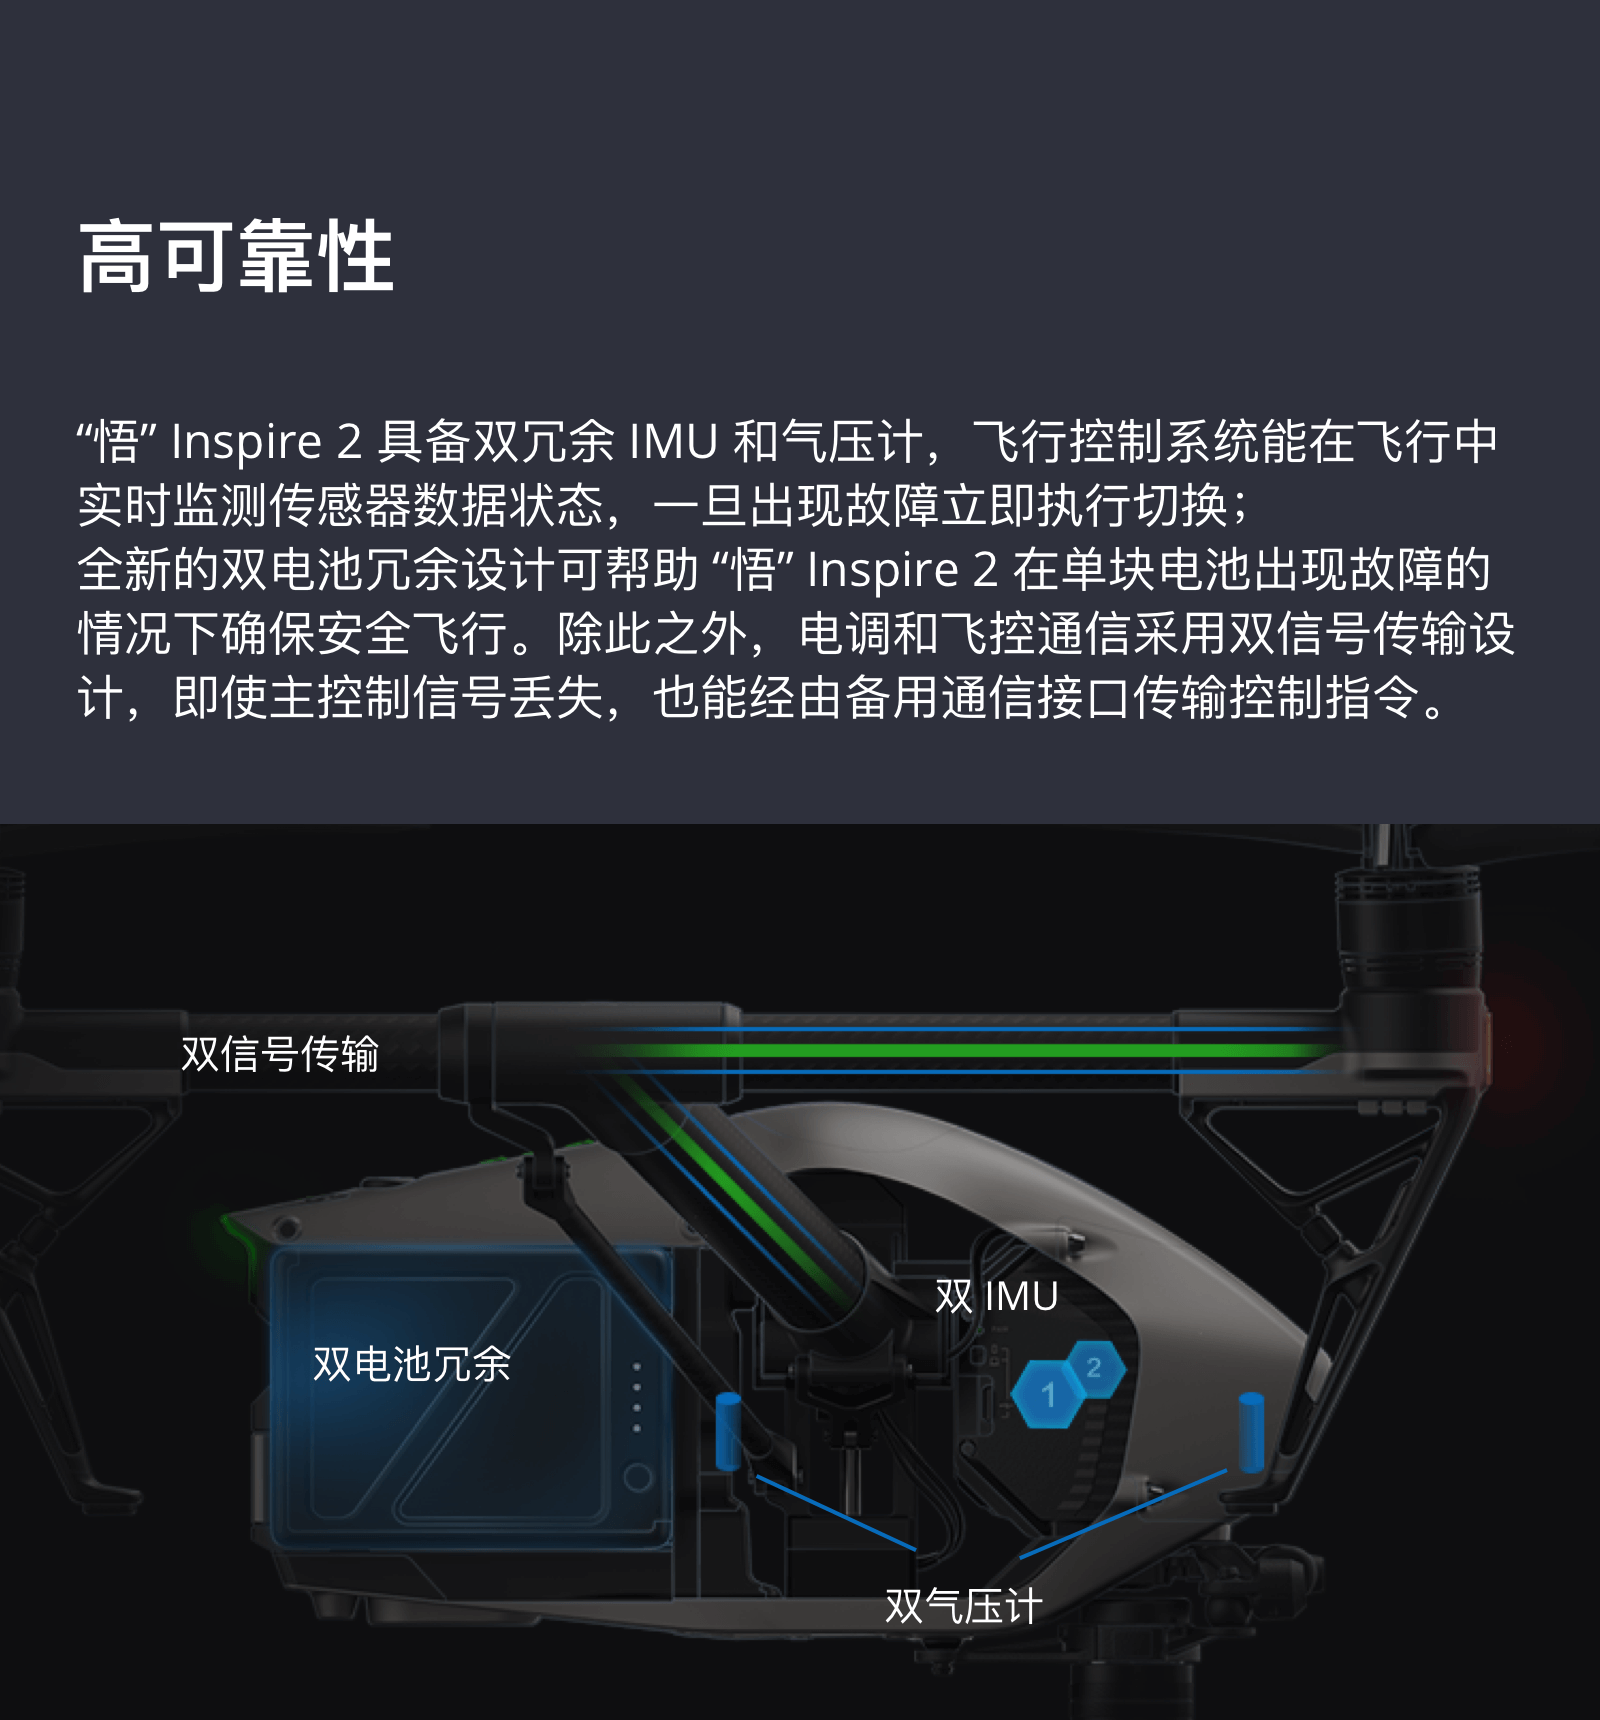 高可靠性
“悟” Inspire 2 具备双冗余 IMU 和气压计，飞行控制系统能在飞行中
实时监测传感器数据状态，一旦出现故障立即执行切换；
全新的双电池冗余设计可帮助 “悟” Inspire 2 在单块电池出现故障的
情况下确保安全飞行。除此之外，电调和飞控通信采用双信号传输设
计，即使主控制信号丢失，也能经由备用通信接口传输控制指令。
双信号传输
双 IMU
双电池冗余
2
1
双气压计